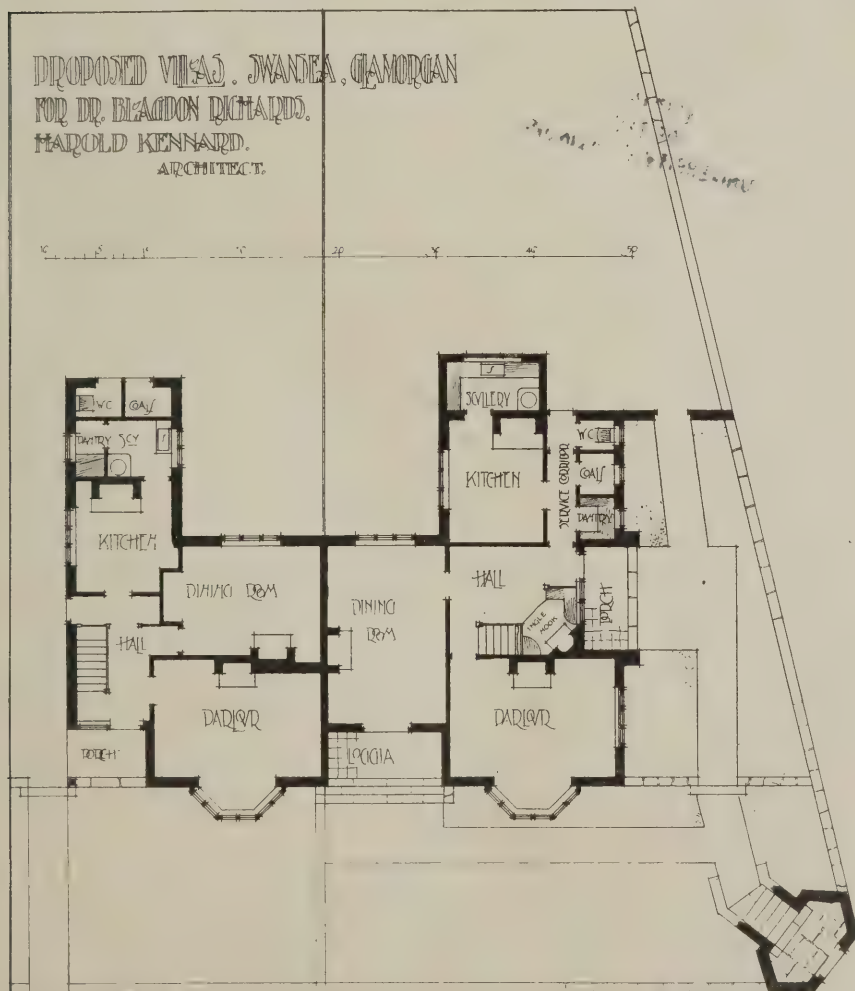 PROPOSED VILLAS. SWANSEA, GLAMORGAN
FOR DR. BLAGDON RICHARDS.
HAROLD KENNARD.
ARCHITECT.
10 5 0 10 20 30 40 50
WC COALS
PANTRY SCY S
KITCHEN
DINING ROOM
HALL
PARLOUR
PORCH
S
SCULLERY
KITCHEN
SERVICE CORRIDOR
WC
COALS
PANTRY
HALL
PORCH
INGLE
NOOK
DINING
ROOM
PARLOUR
LOGGIA